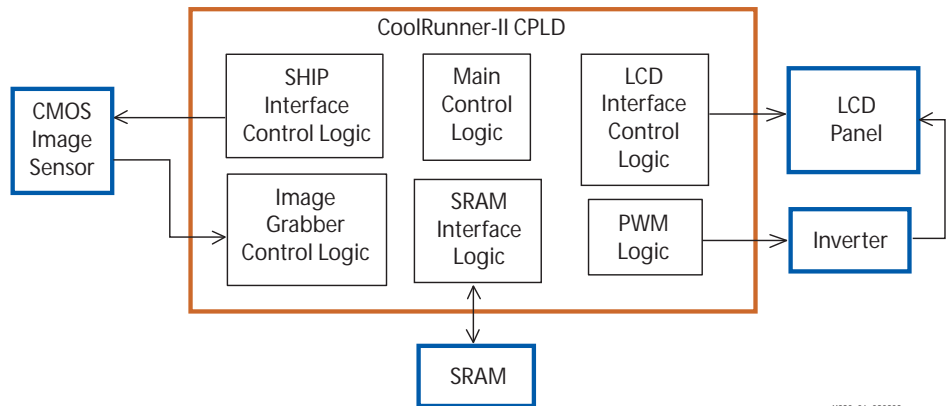 CoolRunner-II CPLD
SHIP
Interface
Control Logic
Main
Control
Logic
LCD
Interface
Control
Logic
CMOS
Image
Sensor
LCD
Panel
Image
Grabber
Control Logic
SRAM
Interface
Logic
PWM
Logic
Inverter
SRAM